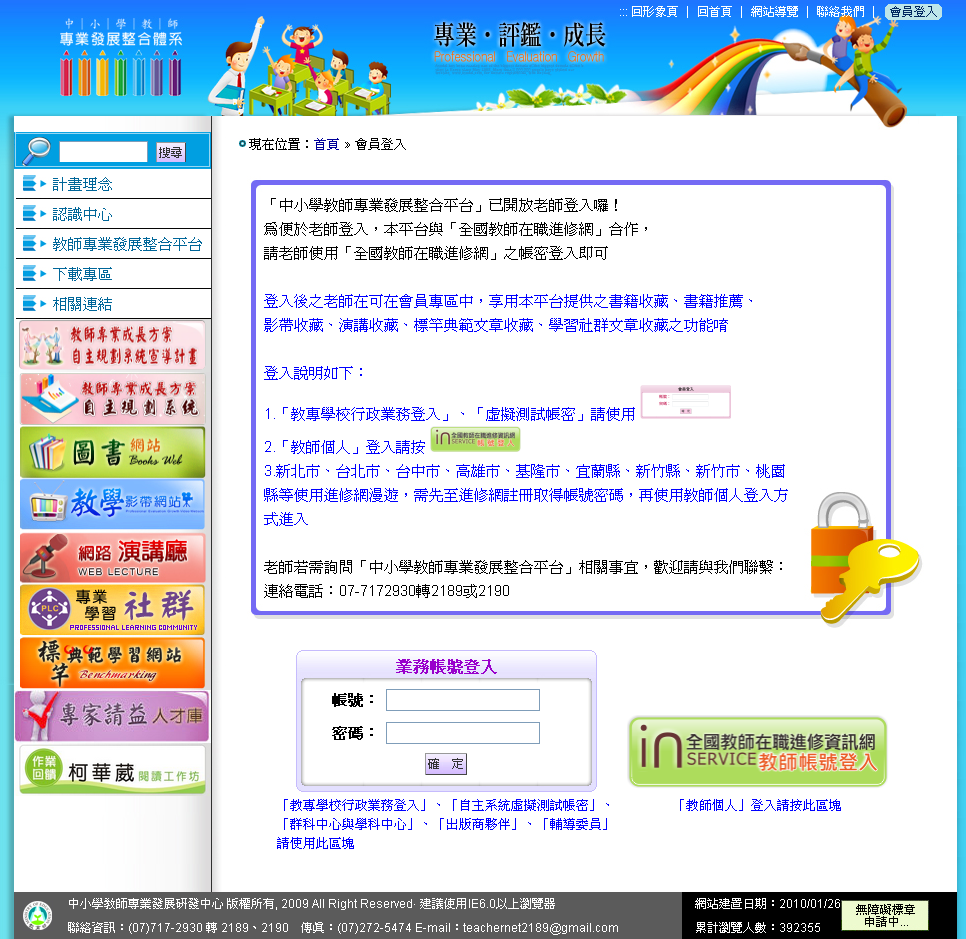 ::: 回形象頁 | 回首頁 | 網站導覽 | 聯絡我們 | 會員登入
中｜小｜學｜教｜師
專業發展整合體系
專業・評鑑・成長
Professional Evaluation Growth
搜尋
計畫理念
認識中心
教師專業發展整合平台
下載專區
相關連結
教師專業成長方案
自主規劃系統宣導計畫
教師專業成長方案
自主規劃系統
圖書網站
Books Web
教學影帶網站
網路演講廳
WEB LECTURE
PLC
專業學習社群
PROFESSIONAL LEARNING COMMUNITY
標竿典範學習網站
Benchmarking
專家請益人才庫
作業回饋
柯華葳閱讀工作坊
現在位置：首頁 » 會員登入
「中小學教師專業發展整合平台」已開放老師登入囉！
為便於老師登入，本平台與「全國教師在職進修網」合作，
請老師使用「全國教師在職進修網」之帳密登入即可
登入後之老師在可在會員專區中，享用本平台提供之書籍收藏、書籍推薦、
影帶收藏、演講收藏、標竿典範文章收藏、學習社群文章收藏之功能唷
登入說明如下：
1.「教專學校行政業務登入」、「虛擬測試帳密」請使用
會員登入
2.「教師個人」登入請按
in SERVICE 全國教師在職進修資訊網
教師帳號登入
3.新北市、台北市、台中市、高雄市、基隆市、宜蘭縣、新竹縣、新竹市、桃園
縣等使用進修網漫遊，需先至進修網註冊取得帳號密碼，再使用教師個人登入方
式進入
老師若需詢問「中小學教師專業發展整合平台」相關事宜，歡迎請與我們聯繫：
連絡電話：07-7172930轉2189或2190
業務帳號登入
帳號：
密碼：
確 定
「教專學校行政業務登入」、「自主系統虛擬測試帳密」、
「群科中心與學科中心」、「出版商夥伴」、「輔導委員」
請使用此區塊
in SERVICE 全國教師在職進修資訊網
教師帳號登入
「教師個人」登入請按此區塊
中小學教師專業發展研發中心 版權所有, 2009 All Right Reserved· 建議使用IE6.0以上瀏覽器
聯絡資訊：(07)717-2930 轉 2189、2190 傳真：(07)272-5474 E-mail：teachernet2189@gmail.com
網站建置日期：2010/01/26
累計瀏覽人數：392355
無障礙標章
申請中...